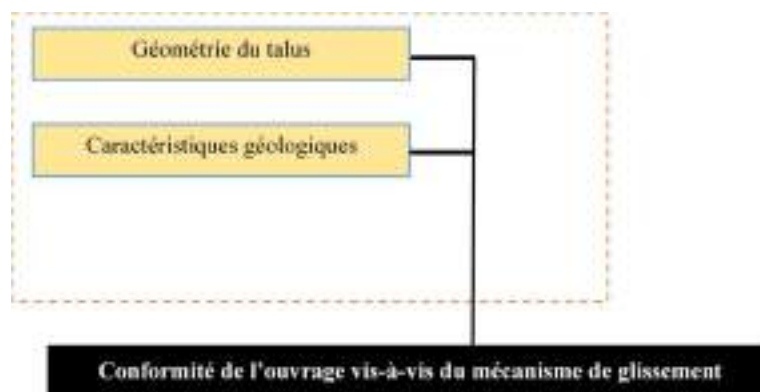 Géométrie du talus
Caractéristiques géologiques
Conformité de l'ouvrage vis-à-vis du mécanisme de glissement